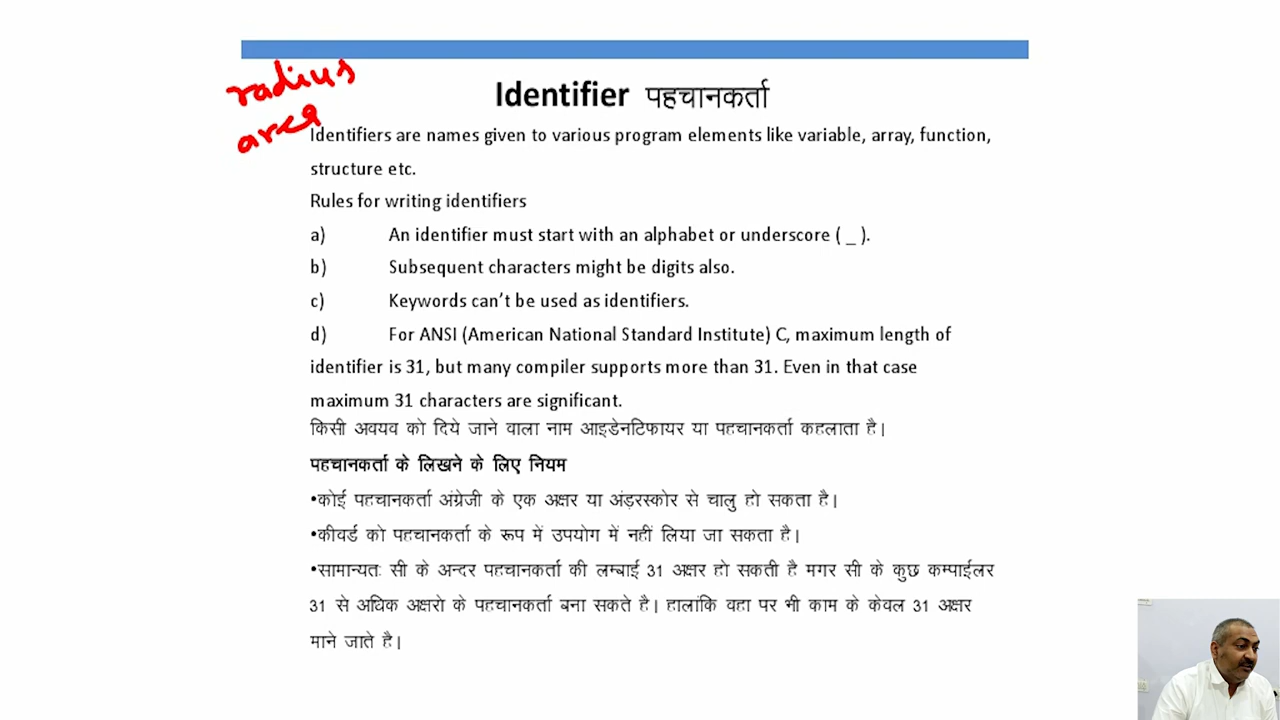 radius
area
Identifier पहचानकर्ता
Identifiers are names given to various program elements like variable, array, function,
structure etc.
Rules for writing identifiers
a) An identifier must start with an alphabet or underscore ( _ ).
b) Subsequent characters might be digits also.
c) Keywords can't be used as identifiers.
d) For ANSI (American National Standard Institute) C, maximum length of
identifier is 31, but many compiler supports more than 31. Even in that case
maximum 31 characters are significant.
किसी अवयव को दिये जाने वाला नाम आइडेनटिफायर या पहचानकर्ता कहलाता है।
पहचानकर्ता के लिखने के लिए नियम
•कोई पहचानकर्ता अंग्रेजी के एक अक्षर या अंड़रस्कोर से चालु हो सकता है।
•कीवर्ड को पहचानकर्ता के रूप में उपयोग में नहीं लिया जा सकता है।
•सामान्यतः सी के अन्दर पहचानकर्ता की लम्बाई 31 अक्षर हो सकती है मगर सी के कुछ कम्पाईलर
31 से अधिक अक्षरो के पहचानकर्ता बना सकते है। हालांकि वहा पर भी काम के केवल 31 अक्षर
माने जाते है।